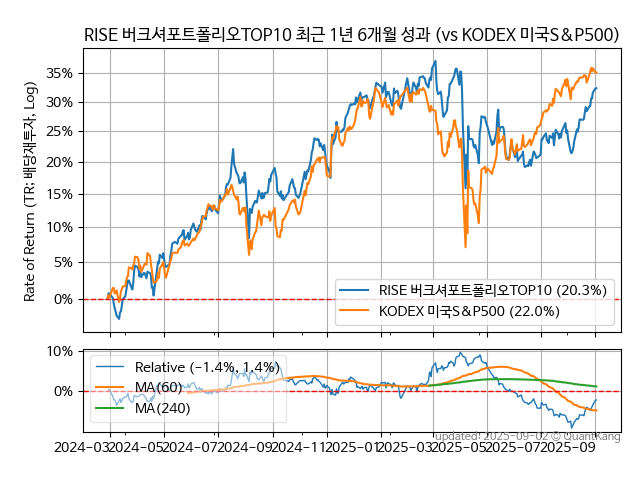 RISE 버크셔포트폴리오TOP10 최근 1년 6개월 성과 (vs KODEX 미국S&P500)
Rate of Return (TR: 배당재투자, Log)
35%
30%
25%
20%
15%
10%
5%
0%
RISE 버크셔포트폴리오TOP10 (20.3%)
KODEX 미국S&P500 (22.0%)
10%
0%
Relative (−1.4%, 1.4%)
MA(60)
MA(240)
2024-03 2024-05 2024-07 2024-09 2024-11 2025-01 2025-03 2025-05 2025-07 2025-09
updated: 2025-09-02 © QuantKang